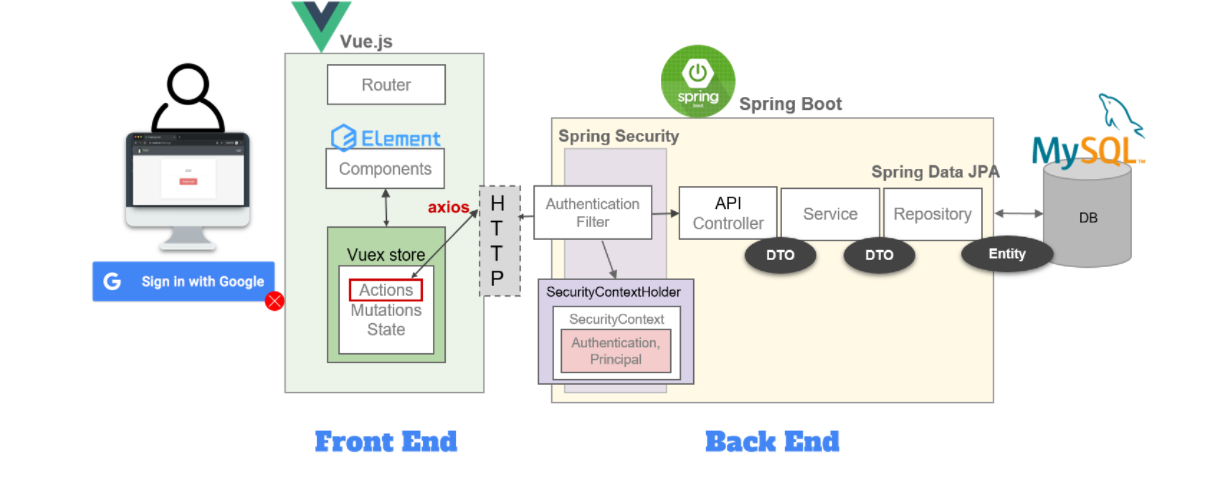 Vue.js
Router
Element
Components
Vuex store
Actions
Mutations
State
Sign in with Google
axios
H
T
T
P
spring
boot
Spring Boot
Spring Security
Authentication
Filter
SecurityContextHolder
SecurityContext
Authentication,
Principal
API
Controller
Service
Repository
Spring Data JPA
DTO
DTO
Entity
MySQL
DB
Front End
Back End